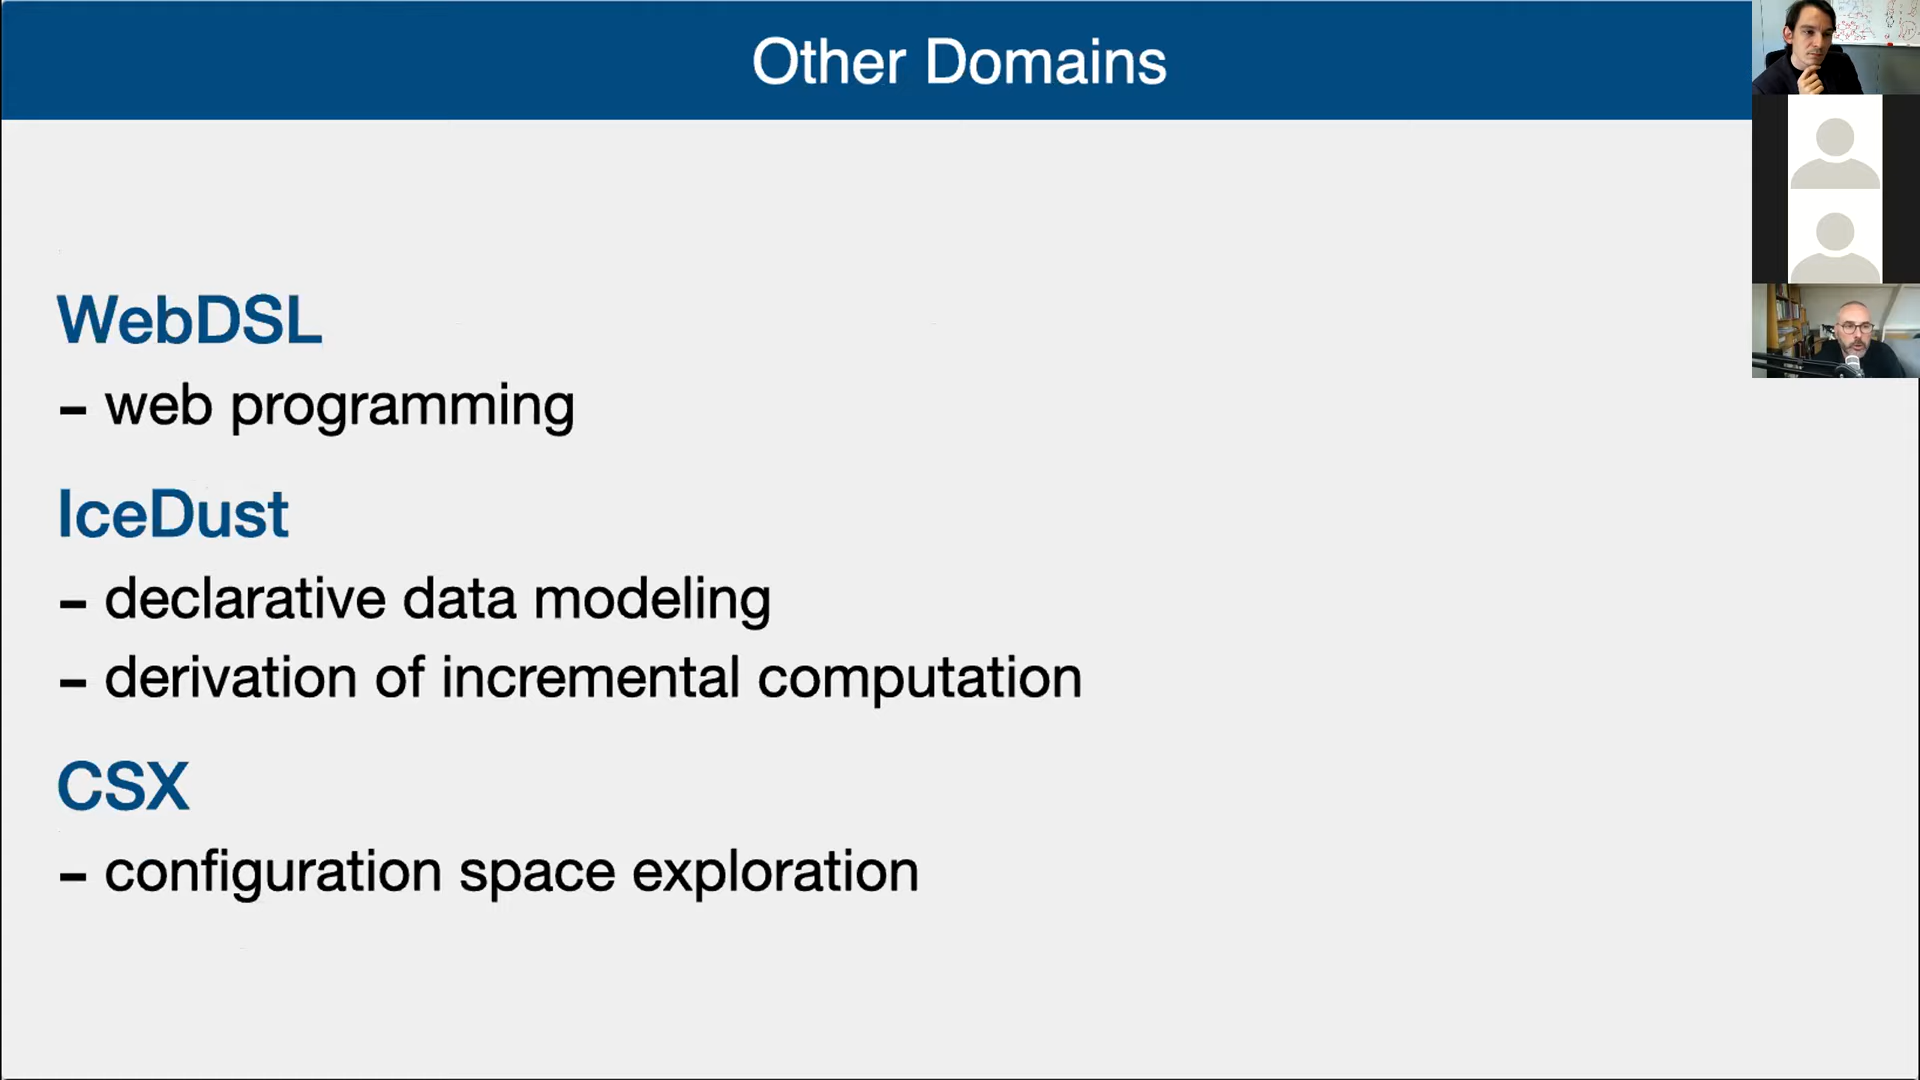 Other Domains
WebDSL
– web programming
IceDust
– declarative data modeling
– derivation of incremental computation
CSX
– configuration space exploration